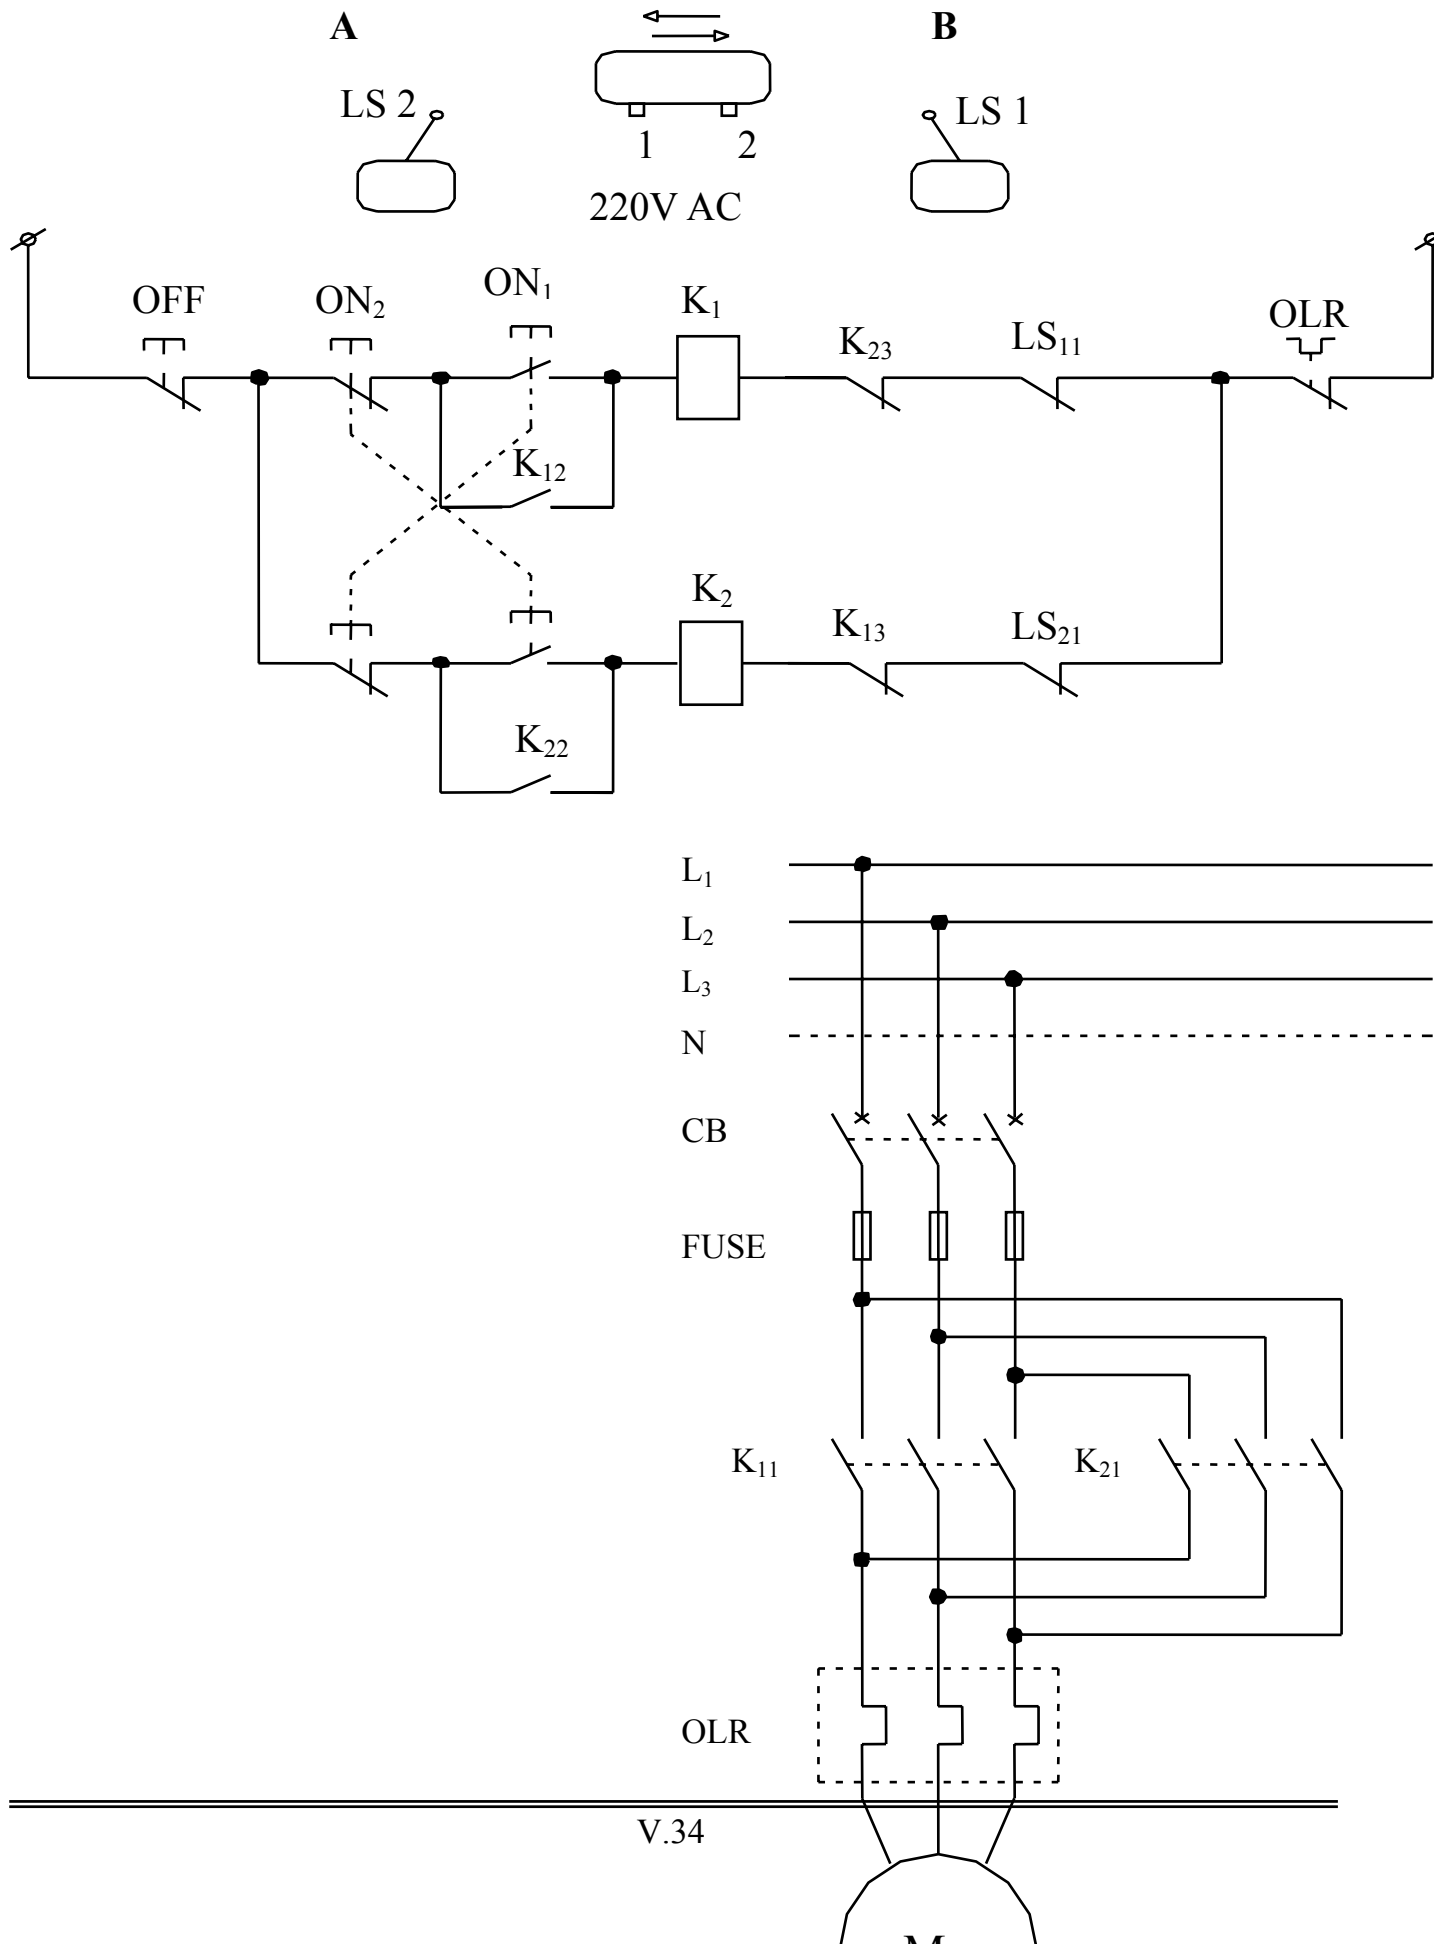 A B
LS 2 LS 1
1 2
220V AC
OFF ON₂ ON₁ K₁ K₂₃ LS₁₁ OLR
K₁₂
K₂ K₁₃ LS₂₁
K₂₂
L₁
L₂
L₃
N
CB
FUSE
K₁₁ K₂₁
OLR
V.34
M